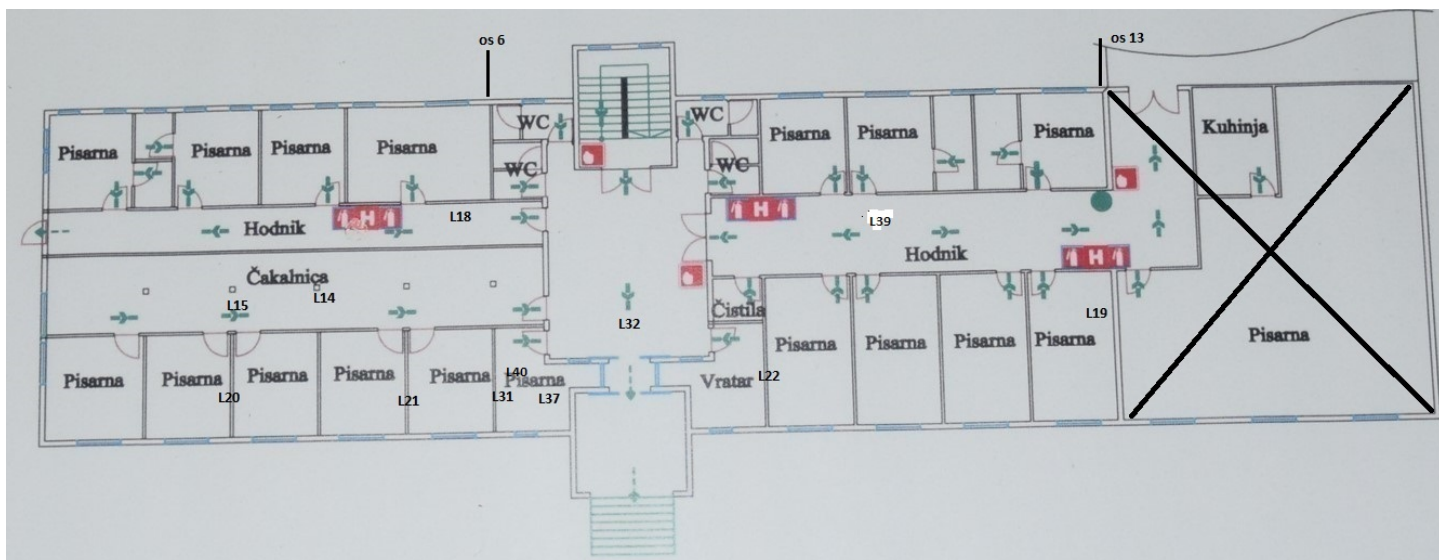 os 6
os 13
WC
WC
Pisarna
Pisarna
Pisarna
Kuhinja
Pisarna
Pisarna
Pisarna
Pisarna
WC
WC
L18
H
H
L39
Hodnik
Hodnik
H
Čakalnica
L15
L14
Čistila
L19
L32
Pisarna
Pisarna
Pisarna
Pisarna
Pisarna
Pisarna
L40
Pisarna
Vratar
L22
Pisarna
Pisarna
Pisarna
Pisarna
Pisarna
L20
L21
L31
L37